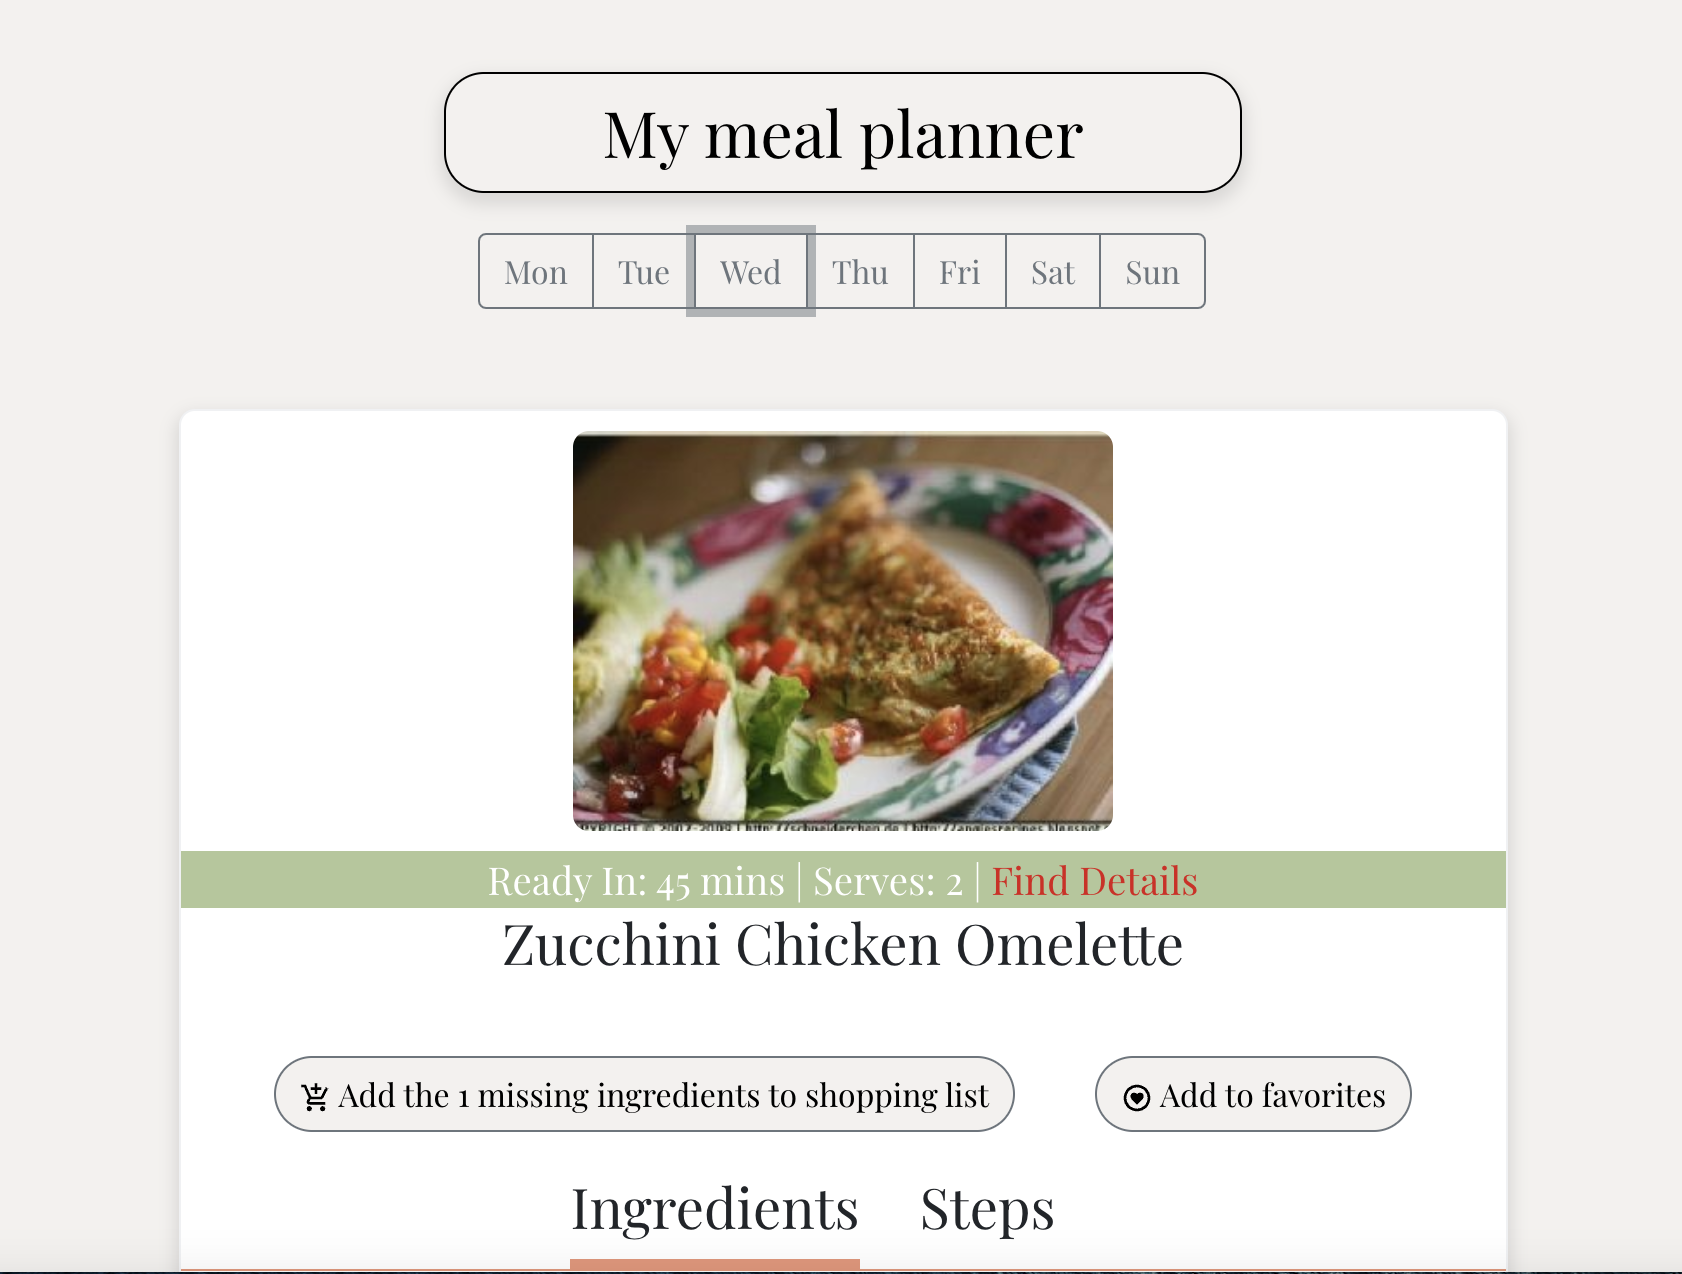 My meal planner
Mon Tue Wed Thu Fri Sat Sun
Ready In: 45 mins | Serves: 2 | Find Details
Zucchini Chicken Omelette
Add the 1 missing ingredients to shopping list
Add to favorites
Ingredients Steps